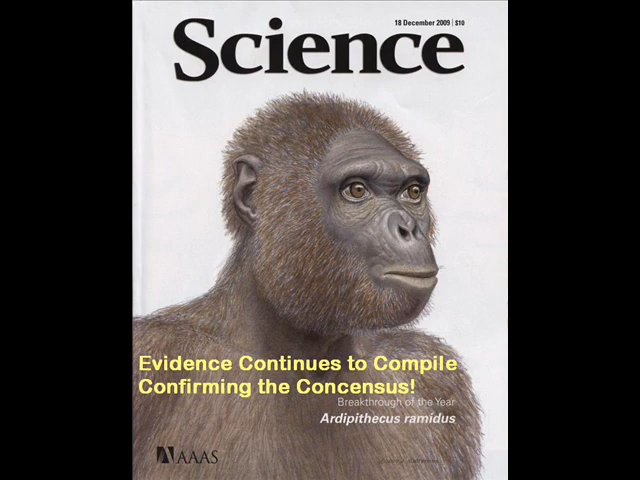 18 December 2009 | $10
Science
Evidence Continues to Compile
Confirming the Concensus!
Breakthrough of the Year
Ardipithecus ramidus
AAAS